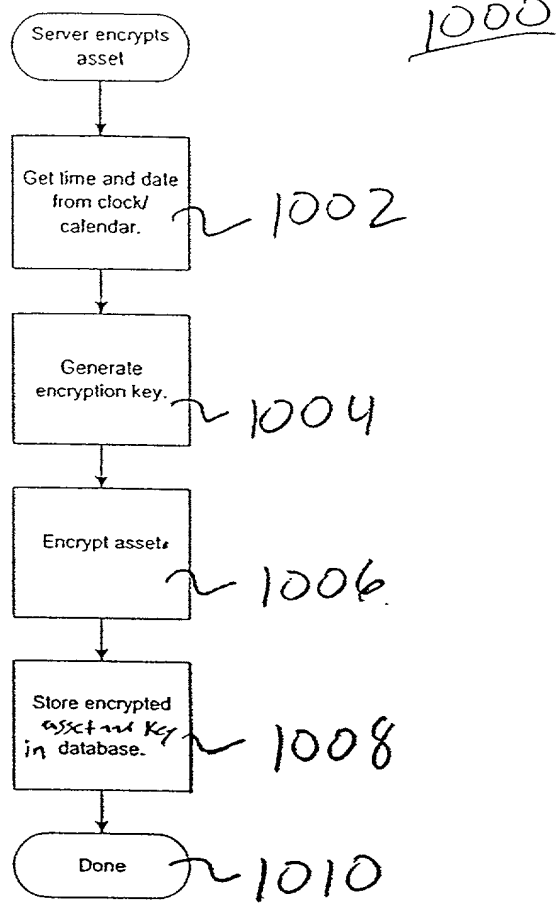 1000
Server encrypts
asset
Get time and date
from clock/
calendar.
1002
Generate
encryption key.
1004
Encrypt asset.
1006
Store encrypted
asset and Key
in database.
1008
Done
1010